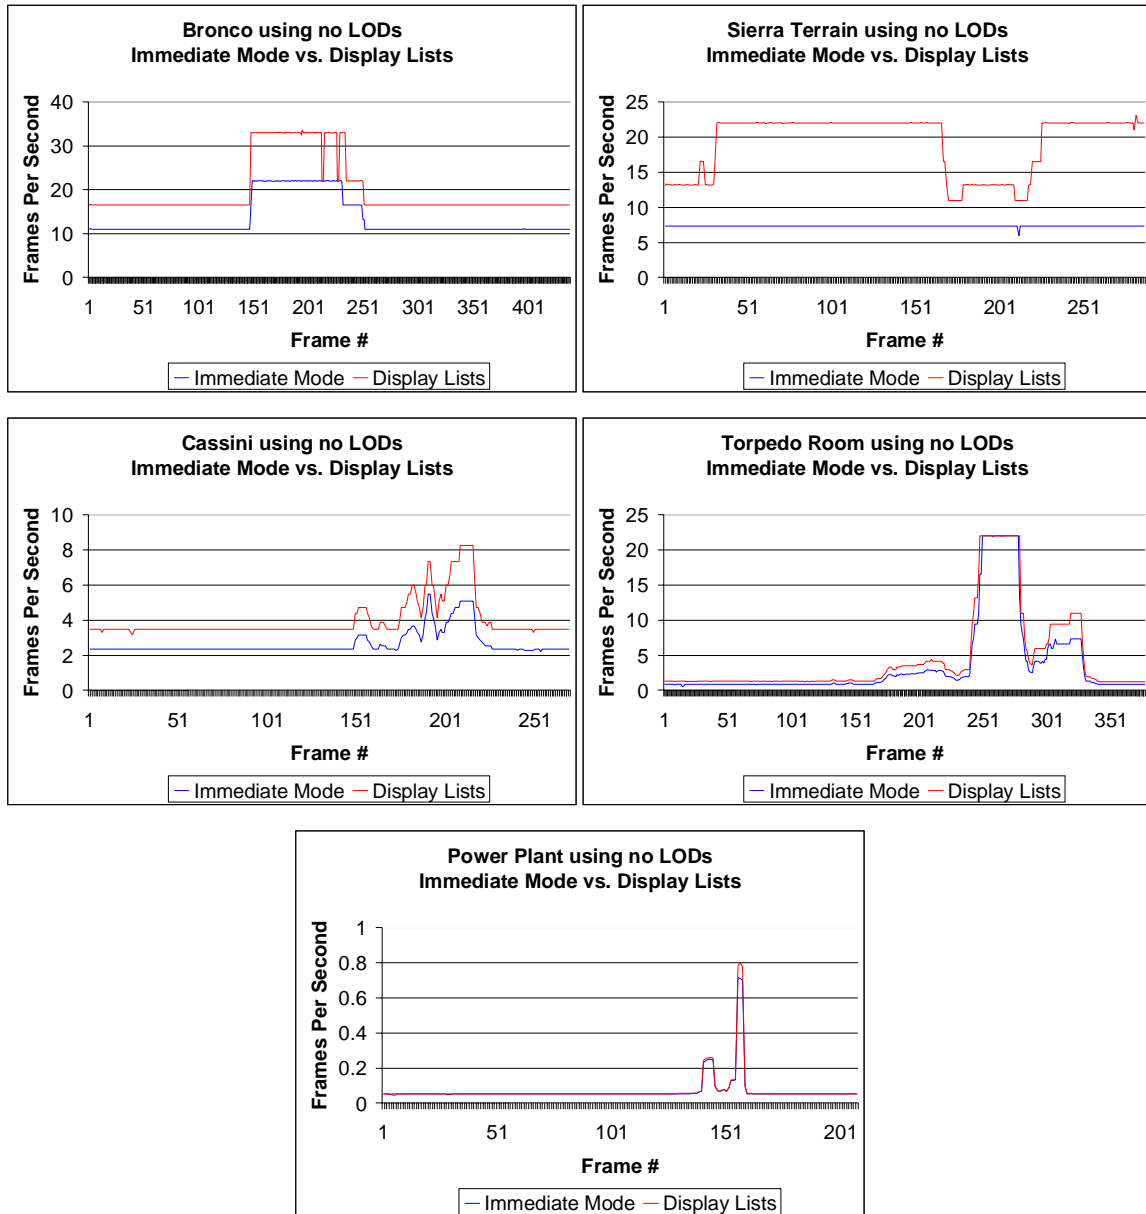 Bronco using no LODs
Immediate Mode vs. Display Lists
Frames Per Second
40
30
20
10
0
1 51 101 151 201 251 301 351 401
Frame #
Immediate Mode Display Lists
Sierra Terrain using no LODs
Immediate Mode vs. Display Lists
Frames Per Second
25
20
15
10
5
0
1 51 101 151 201 251
Frame #
Immediate Mode Display Lists
Cassini using no LODs
Immediate Mode vs. Display Lists
Frames Per Second
10
8
6
4
2
0
1 51 101 151 201 251
Frame #
Immediate Mode Display Lists
Torpedo Room using no LODs
Immediate Mode vs. Display Lists
Frames Per Second
25
20
15
10
5
0
1 51 101 151 201 251 301 351
Frame #
Immediate Mode Display Lists
Power Plant using no LODs
Immediate Mode vs. Display Lists
Frames Per Second
1
0.8
0.6
0.4
0.2
0
1 51 101 151 201
Frame #
Immediate Mode Display Lists